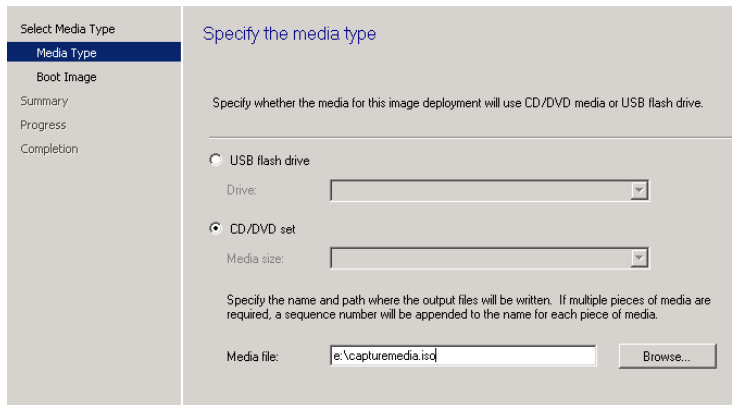 Select Media Type
Media Type
Boot Image
Summary
Progress
Completion
Specify the media type
Specify whether the media for this image deployment will use CD/DVD media or USB flash drive.
USB flash drive
Drive:
CD/DVD set
Media size:
Specify the name and path where the output files will be written.  If multiple pieces of media are
required, a sequence number will be appended to the name for each piece of media.
Media file:
e:\capturemedia.iso
Browse...